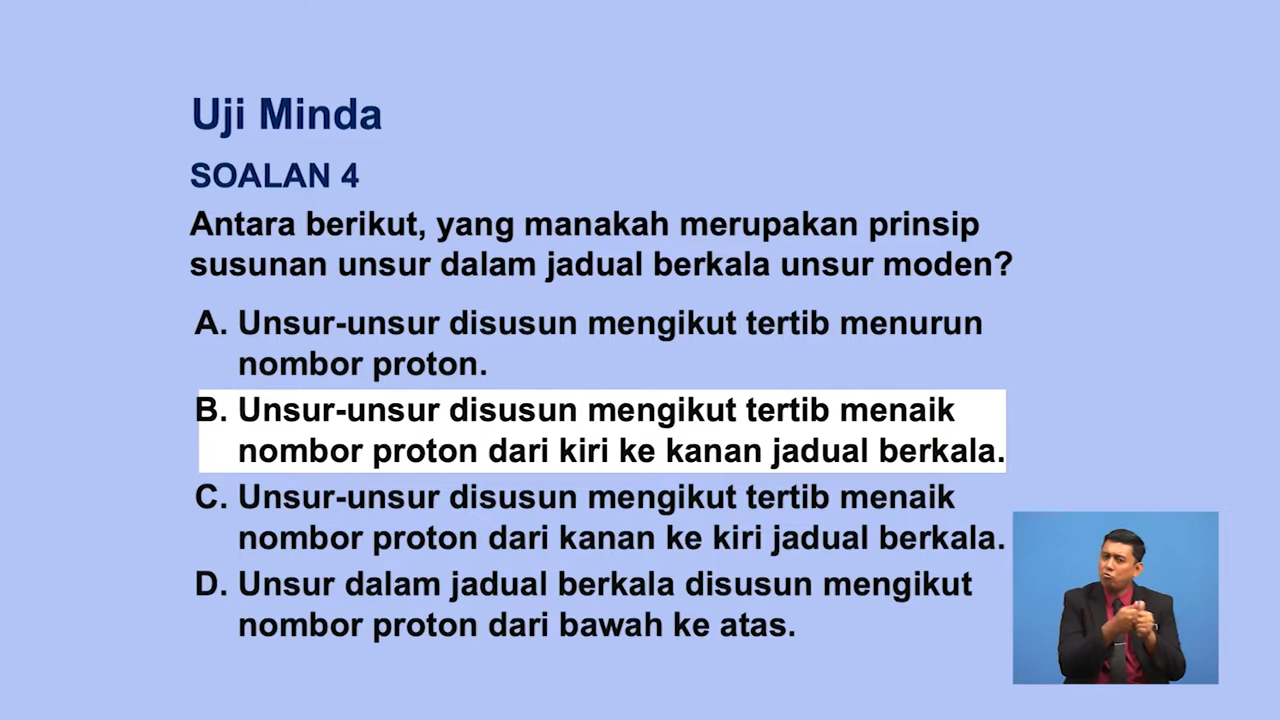 Uji Minda
SOALAN 4
Antara berikut, yang manakah merupakan prinsip
susunan unsur dalam jadual berkala unsur moden?
A. Unsur-unsur disusun mengikut tertib menurun
nombor proton.
B. Unsur-unsur disusun mengikut tertib menaik
nombor proton dari kiri ke kanan jadual berkala.
C. Unsur-unsur disusun mengikut tertib menaik
nombor proton dari kanan ke kiri jadual berkala.
D. Unsur dalam jadual berkala disusun mengikut
nombor proton dari bawah ke atas.